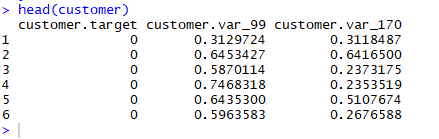 > head(customer)
customer.target customer.var_99 customer.var_170
1 0 0.3129724 0.3118487
2 0 0.6453427 0.6416500
3 0 0.5870114 0.2373175
4 0 0.7468318 0.2353519
5 0 0.6435300 0.5107674
6 0 0.5963583 0.2676588
>